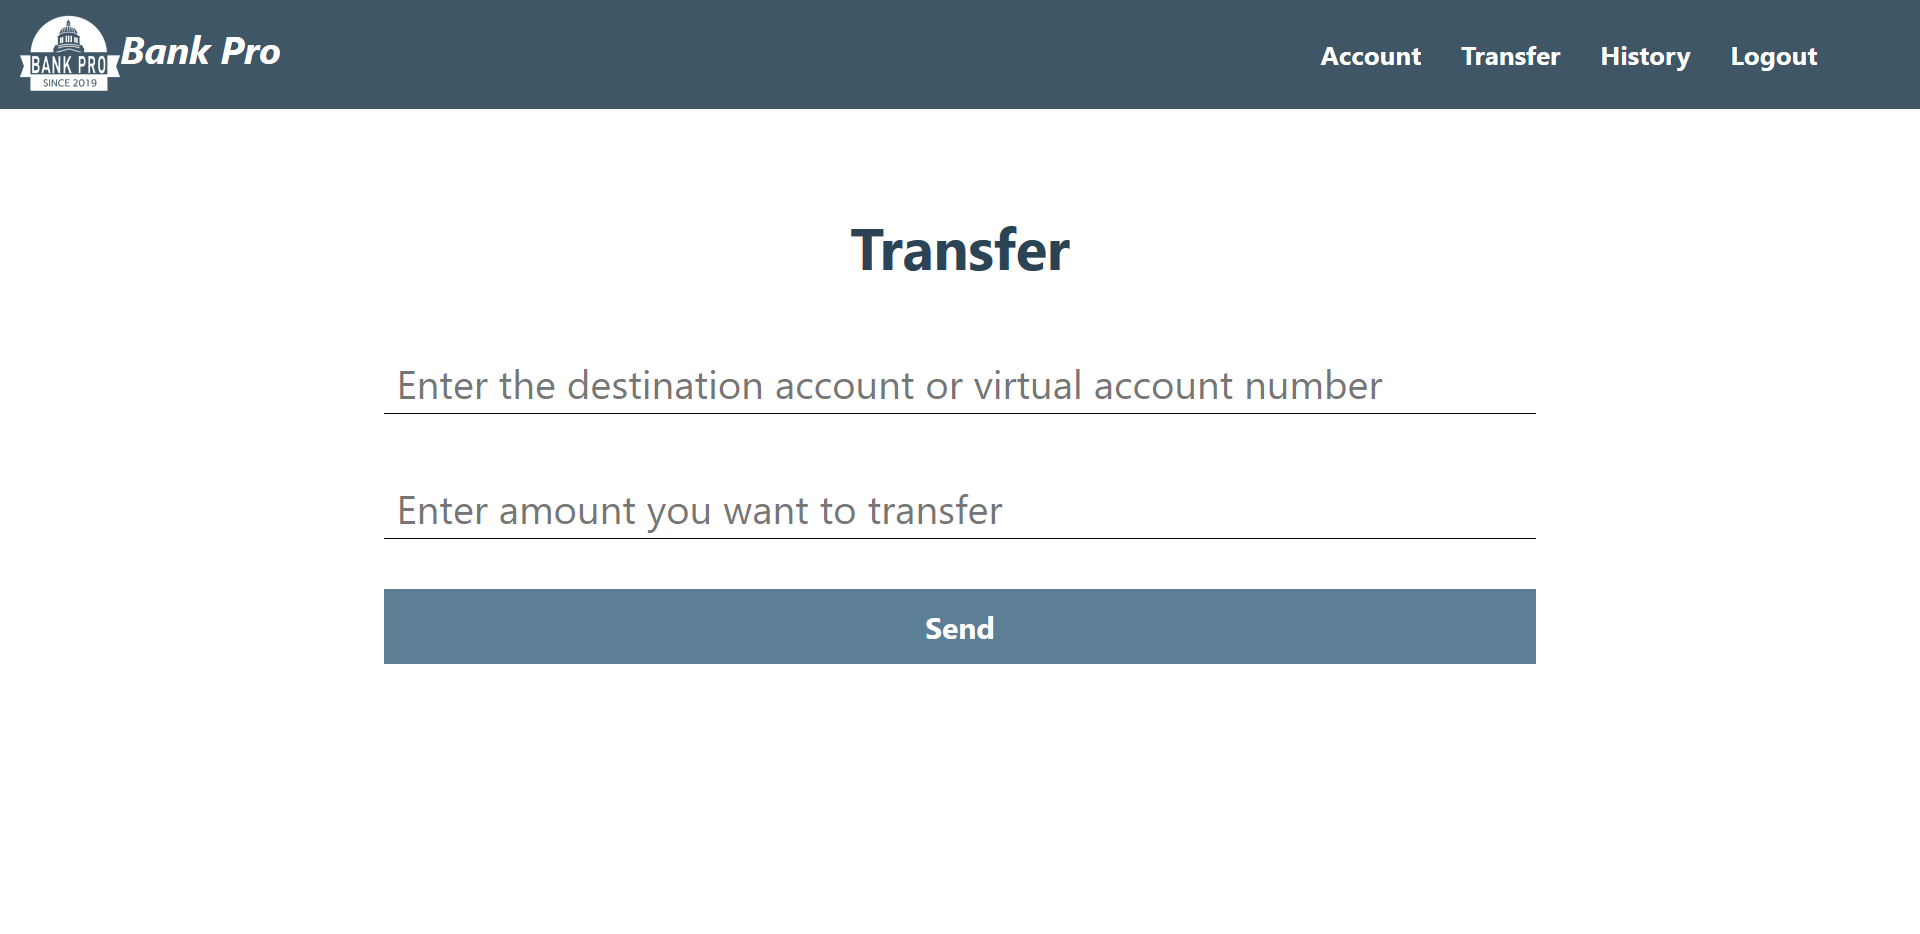 BANK PRO
SINCE 2019
Bank Pro
Account Transfer History Logout
Transfer
Enter the destination account or virtual account number
Enter amount you want to transfer
Send